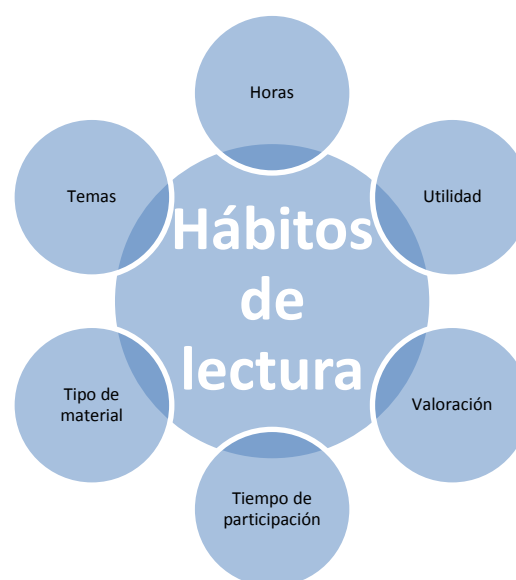 Horas
Temas
Utilidad
Hábitos
de
lectura
Tipo de
material
Valoración
Tiempo de
participación